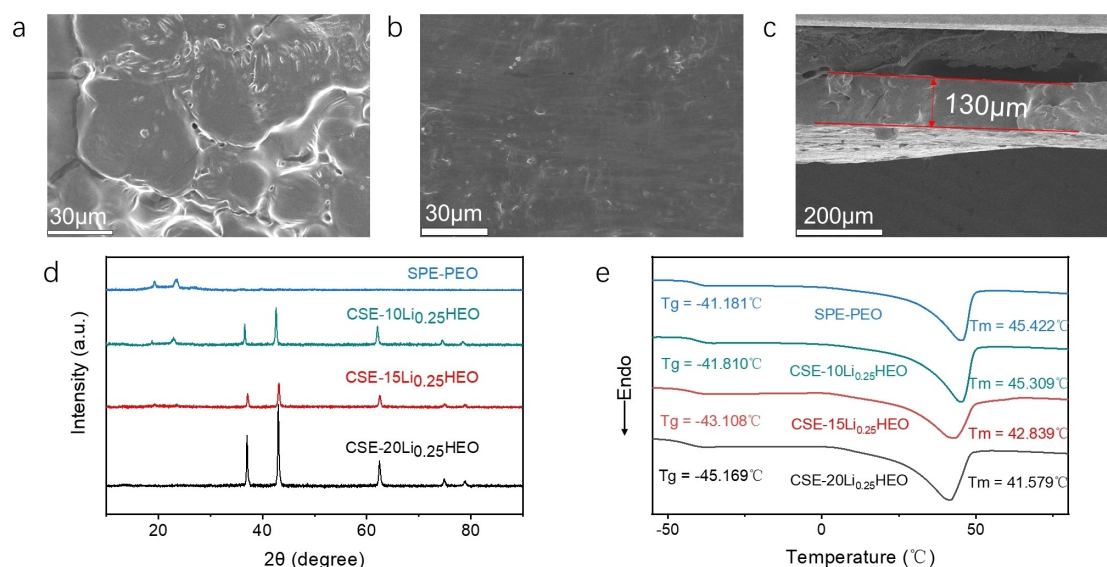 a
b
c
30μm
30μm
130μm
200μm
d
SPE-PEO
CSE-10Li0.25HEO
CSE-15Li0.25HEO
CSE-20Li0.25HEO
Intensity (a.u.)
20
40
60
80
2θ (degree)
e
Tg = -41.181℃
SPE-PEO
Tm = 45.422℃
Tg = -41.810℃
CSE-10Li0.25HEO
Tm = 45.309℃
Tg = -43.108℃
CSE-15Li0.25HEO
Tm = 42.839℃
Tg = -45.169℃
CSE-20Li0.25HEO
Tm = 41.579℃
Endo
-50
0
50
Temperature (℃)